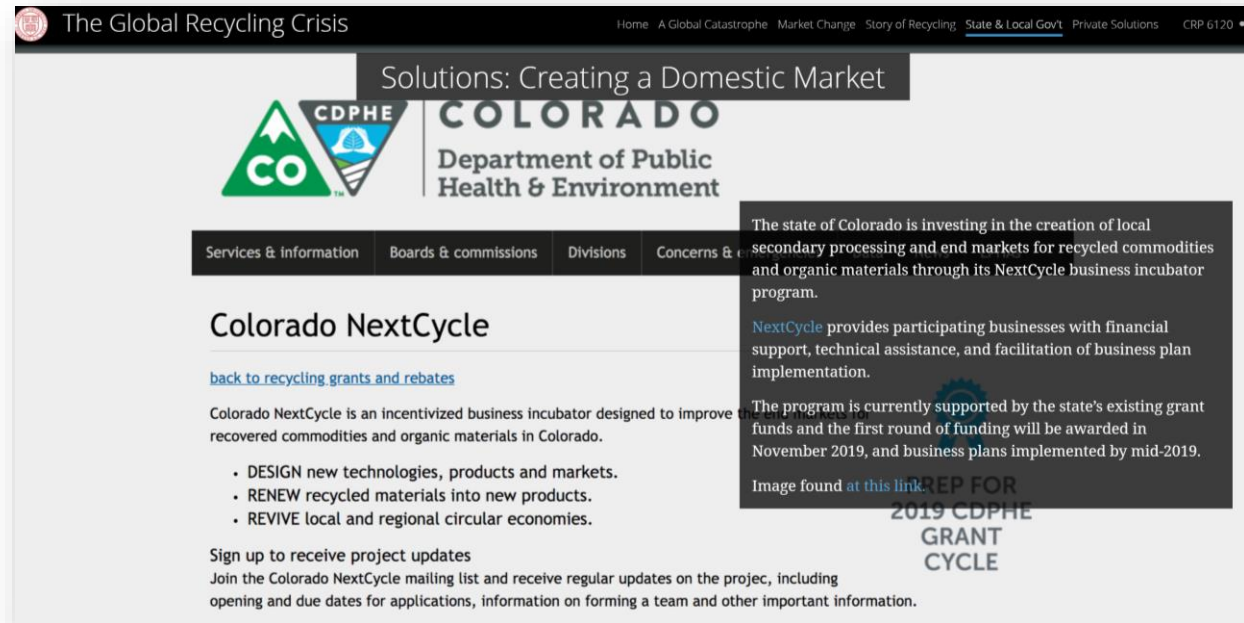 The Global Recycling Crisis
Home A Global Catastrophe Market Change Story of Recycling State & Local Gov't Private Solutions CRP 6120
Solutions: Creating a Domestic Market
CDPHE
CO
TM
COLORADO
Department of Public
Health & Environment
Services & information Boards & commissions Divisions Concerns &
The state of Colorado is investing in the creation of local
secondary processing and end markets for recycled commodities
and organic materials through its NextCycle business incubator
program.
NextCycle provides participating businesses with financial
support, technical assistance, and facilitation of business plan
implementation.
The program is currently supported by the state's existing grant
funds and the first round of funding will be awarded in
November 2019, and business plans implemented by mid-2019.
Image found at this link.
Colorado NextCycle
back to recycling grants and rebates
Colorado NextCycle is an incentivized business incubator designed to improve the end markets for
recovered commodities and organic materials in Colorado.
• DESIGN new technologies, products and markets.
• RENEW recycled materials into new products.
• REVIVE local and regional circular economies.
PREP FOR
2019 CDPHE
GRANT
CYCLE
Sign up to receive project updates
Join the Colorado NextCycle mailing list and receive regular updates on the projec, including
opening and due dates for applications, information on forming a team and other important information.